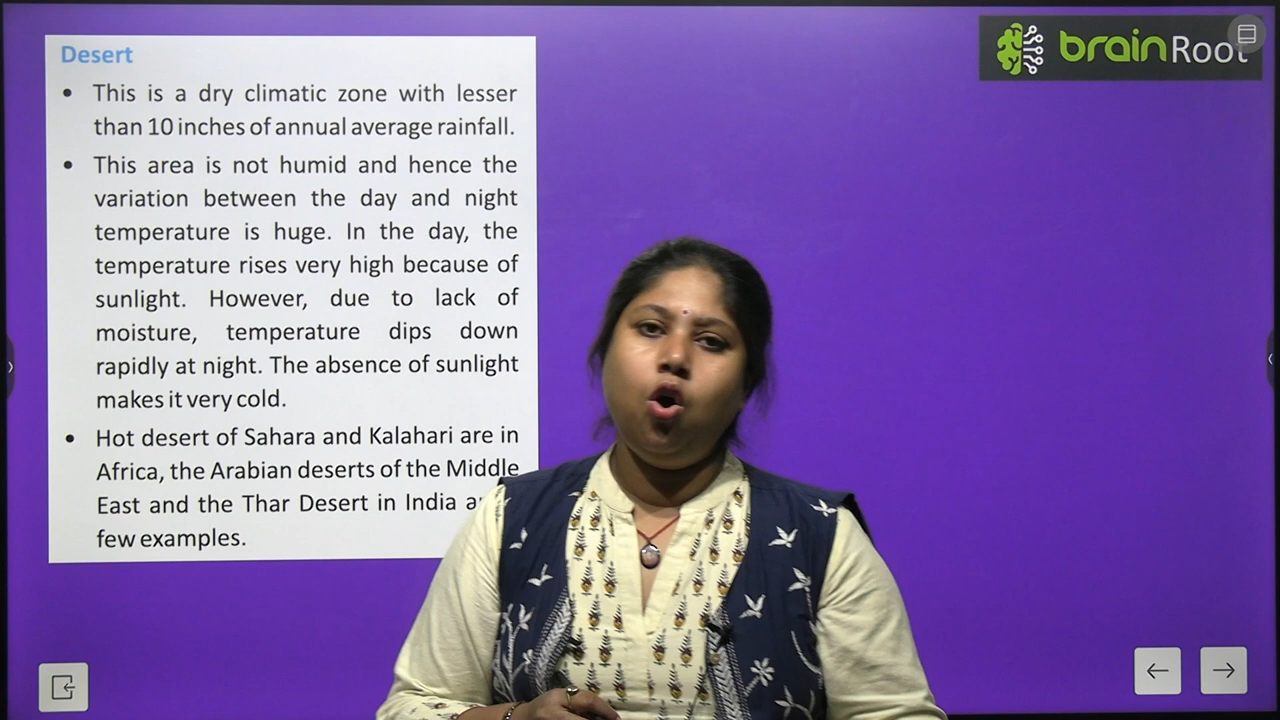 Desert
• This is a dry climatic zone with lesser
than 10 inches of annual average rainfall.
• This area is not humid and hence the
variation between the day and night
temperature is huge. In the day, the
temperature rises very high because of
sunlight. However, due to lack of
moisture, temperature dips down
rapidly at night. The absence of sunlight
makes it very cold.
• Hot desert of Sahara and Kalahari are in
Africa, the Arabian deserts of the Middle
East and the Thar Desert in India
few examples.
brainRoot